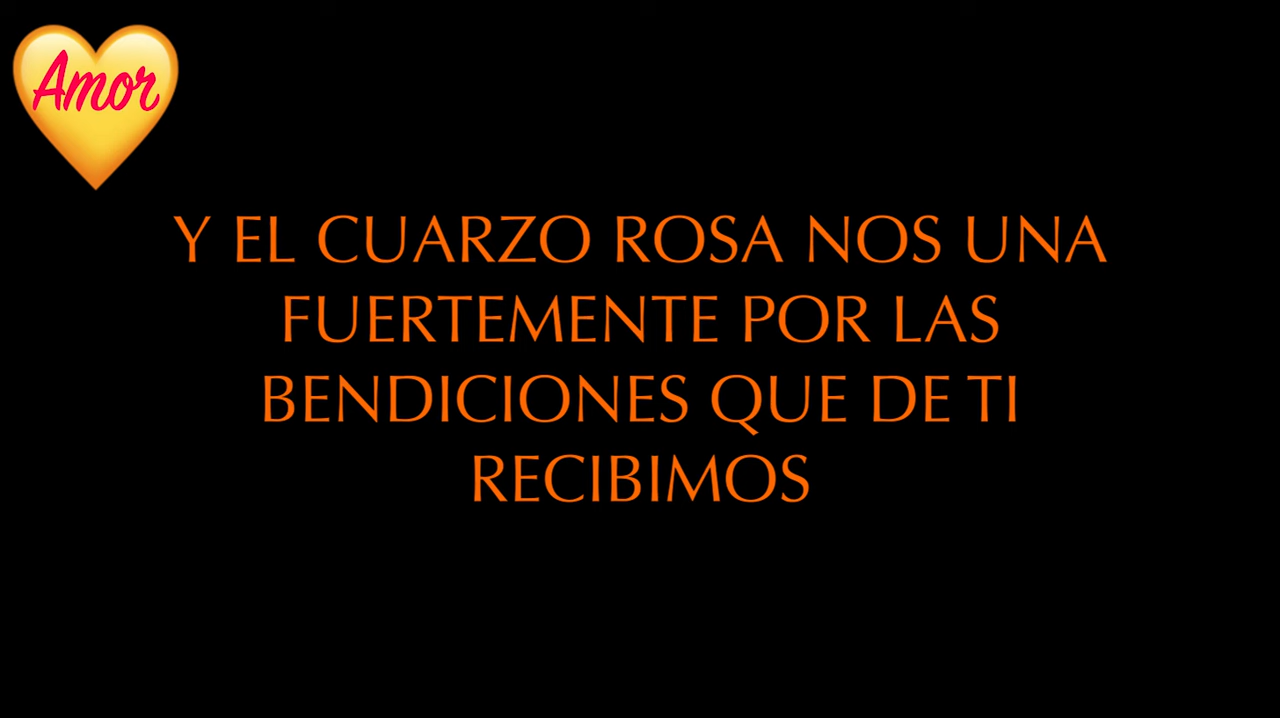 Amor
Y EL CUARZO ROSA NOS UNA
FUERTEMENTE POR LAS
BENDICIONES QUE DE TI
RECIBIMOS